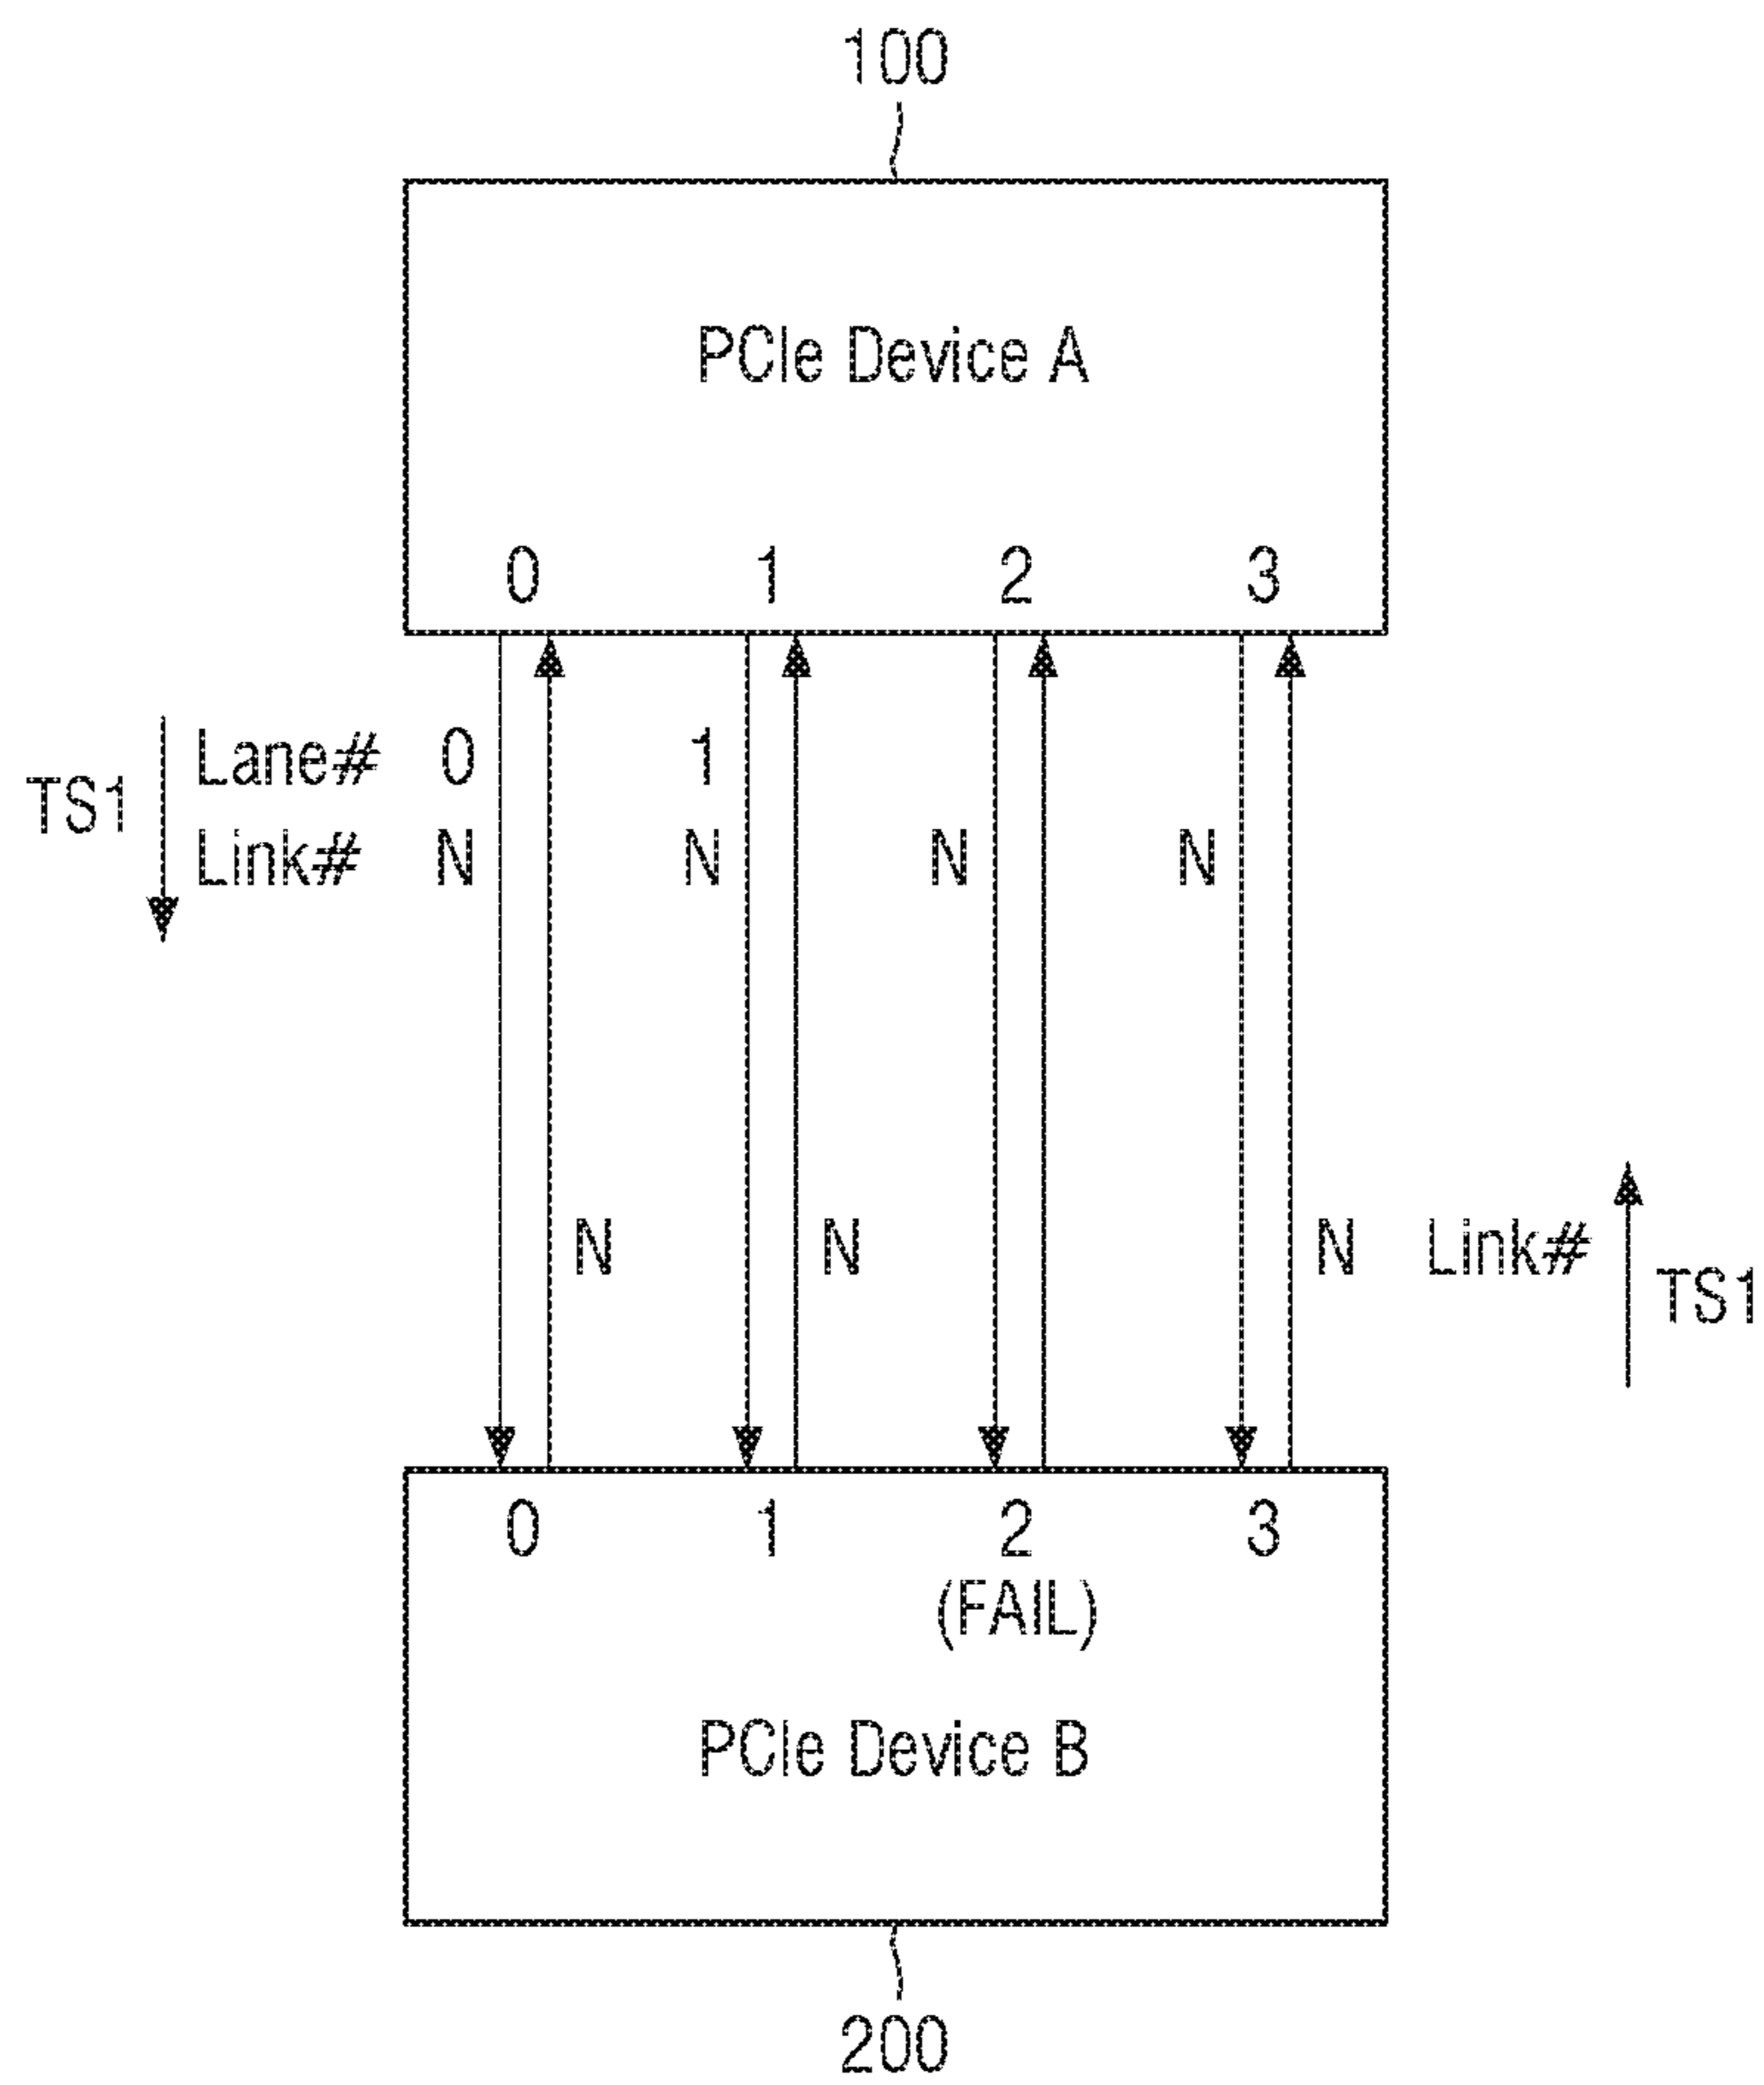 100
PCIe Device A
0 1 2 3
TS1 Lane# 0 1
Link# N N N N
N N N Link# TS1
0 1 2 3
(FAIL)
PCIe Device B
200